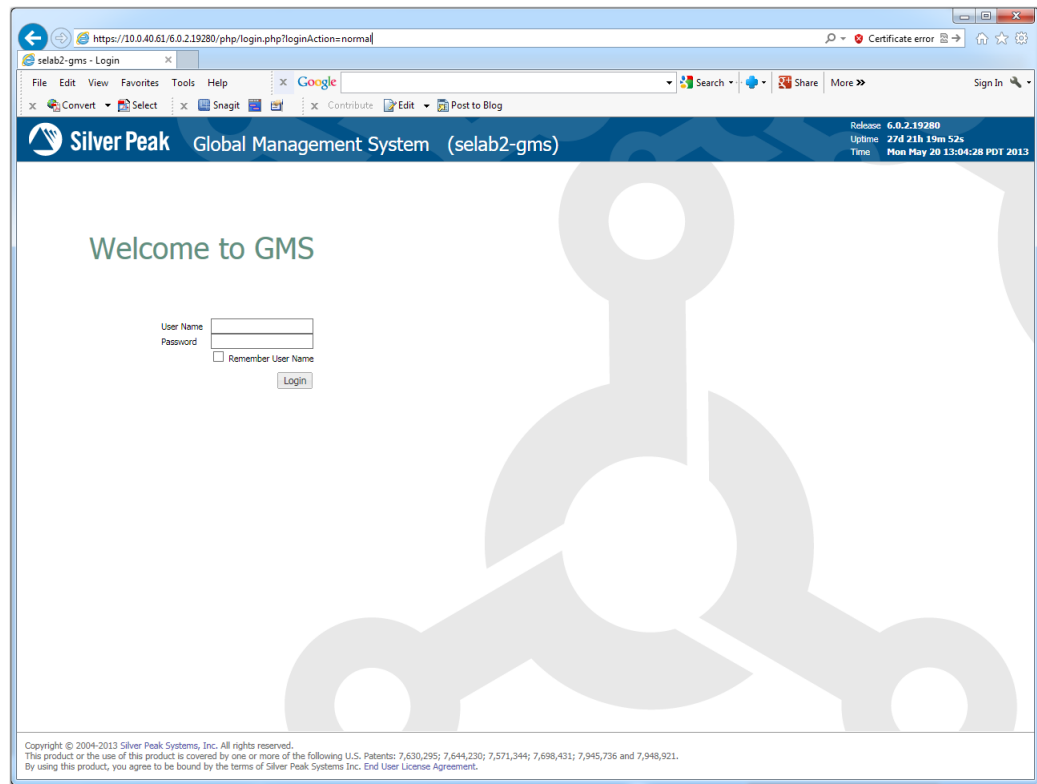 https://10.0.40.61/6.0.2.19280/php/login.php?loginAction=normal
Certificate error
selab2-gms - Login
File Edit View Favorites Tools Help
x Google
Search
Share
More »
Sign In
x Convert Select
x Snagit
x Contribute Edit Post to Blog
Silver Peak Global Management System (selab2-gms)
Release 6.0.2.19280
Uptime 27d 21h 19m 52s
Time Mon May 20 13:04:28 PDT 2013
Welcome to GMS
User Name
Password
Remember User Name
Login
Copyright © 2004-2013 Silver Peak Systems, Inc. All rights reserved.
This product or the use of this product is covered by one or more of the following U.S. Patents: 7,630,295; 7,644,230; 7,571,344; 7,698,431; 7,945,736 and 7,948,921.
By using this product, you agree to be bound by the terms of Silver Peak Systems Inc. End User License Agreement.